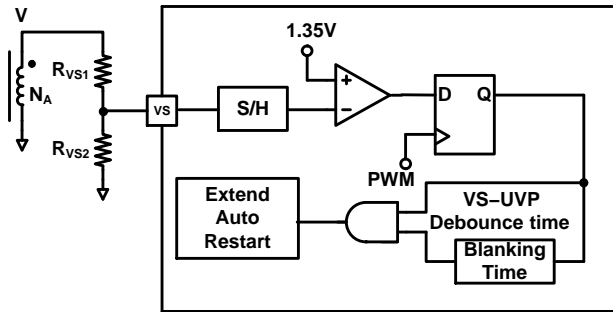 V
1.35V
RVS1
NA
RVS2
VS
S/H
+
−
D Q
PWM
Extend
Auto
Restart
VS−UVP
Debounce time
Blanking
Time